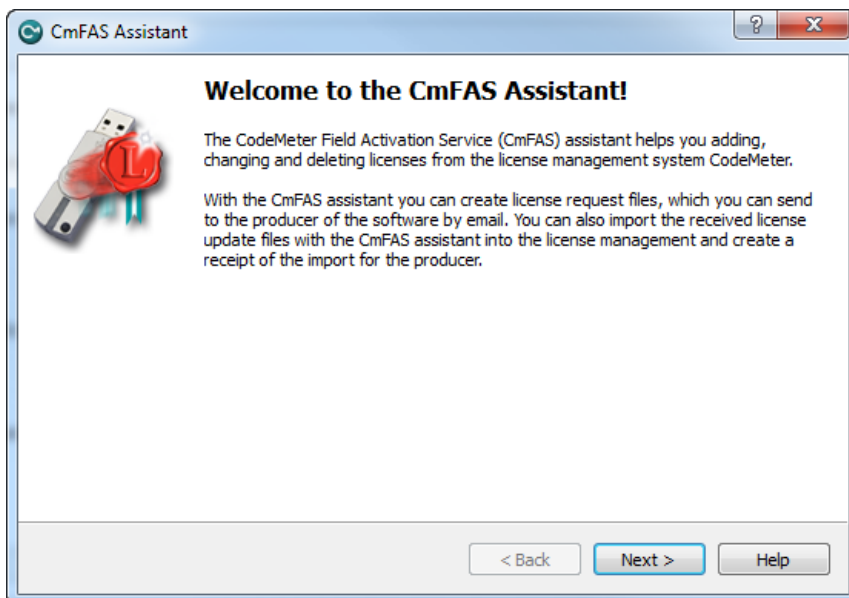 CmFAS Assistant
Welcome to the CmFAS Assistant!
The CodeMeter Field Activation Service (CmFAS) assistant helps you adding,
changing and deleting licenses from the license management system CodeMeter.
With the CmFAS assistant you can create license request files, which you can send
to the producer of the software by email. You can also import the received license
update files with the CmFAS assistant into the license management and create a
receipt of the import for the producer.
L
< Back Next > Help